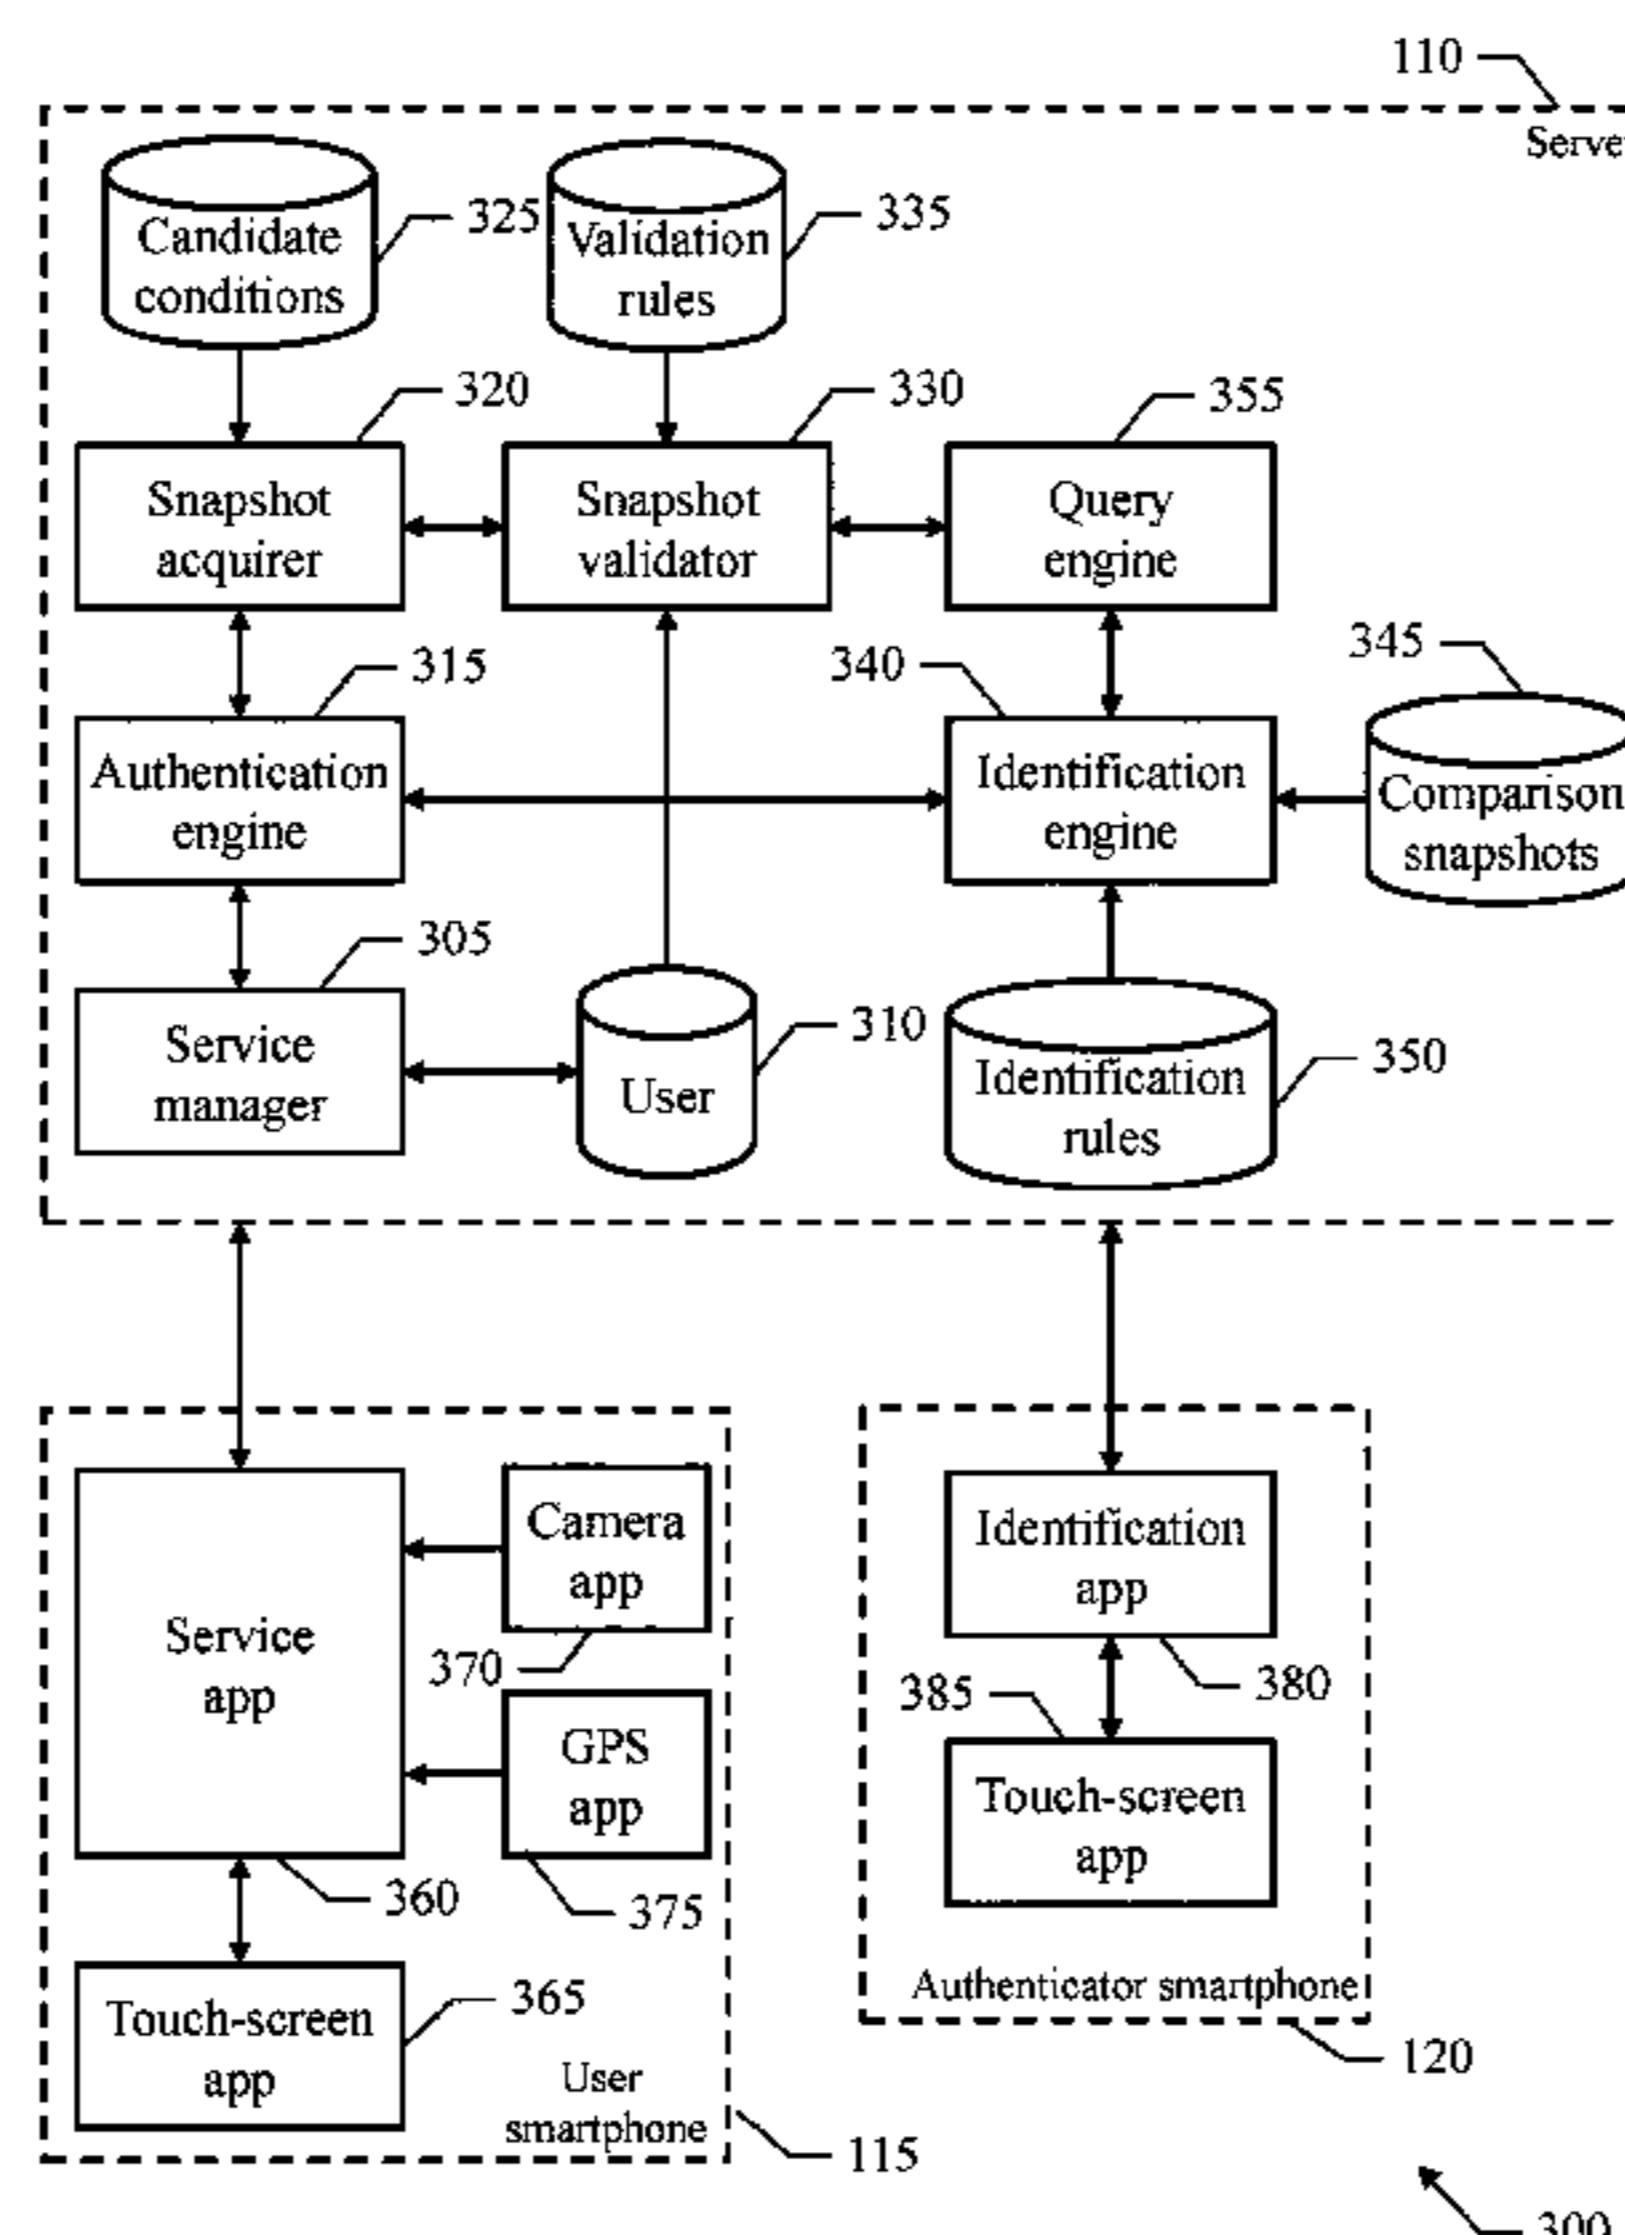 110
Serve
Candidate
conditions
325
Validation
rules
335
320
330
355
Snapshot
acquirer
Snapshot
validator
Query
engine
315
340
345
Authentication
engine
Identification
engine
Comparison
snapshots
305
Service
manager
310
User
Identification
rules
350
Service
app
Camera
app
370
GPS
app
360
375
Touch-screen
app
365
User
smartphone
115
Identification
app
380
385
Touch-screen
app
Authenticator smartphone
120
300